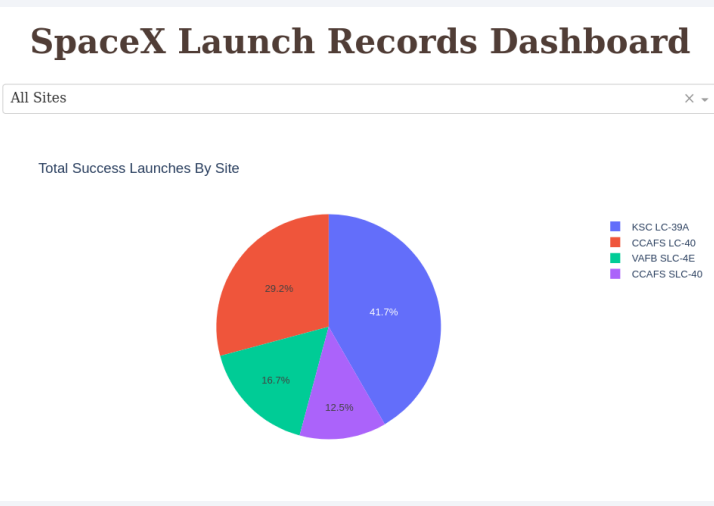 SpaceX Launch Records Dashboard
All Sites
Total Success Launches By Site
KSC LC-39A
CCAFS LC-40
VAFB SLC-4E
CCAFS SLC-40
29.2%
41.7%
16.7%
12.5%